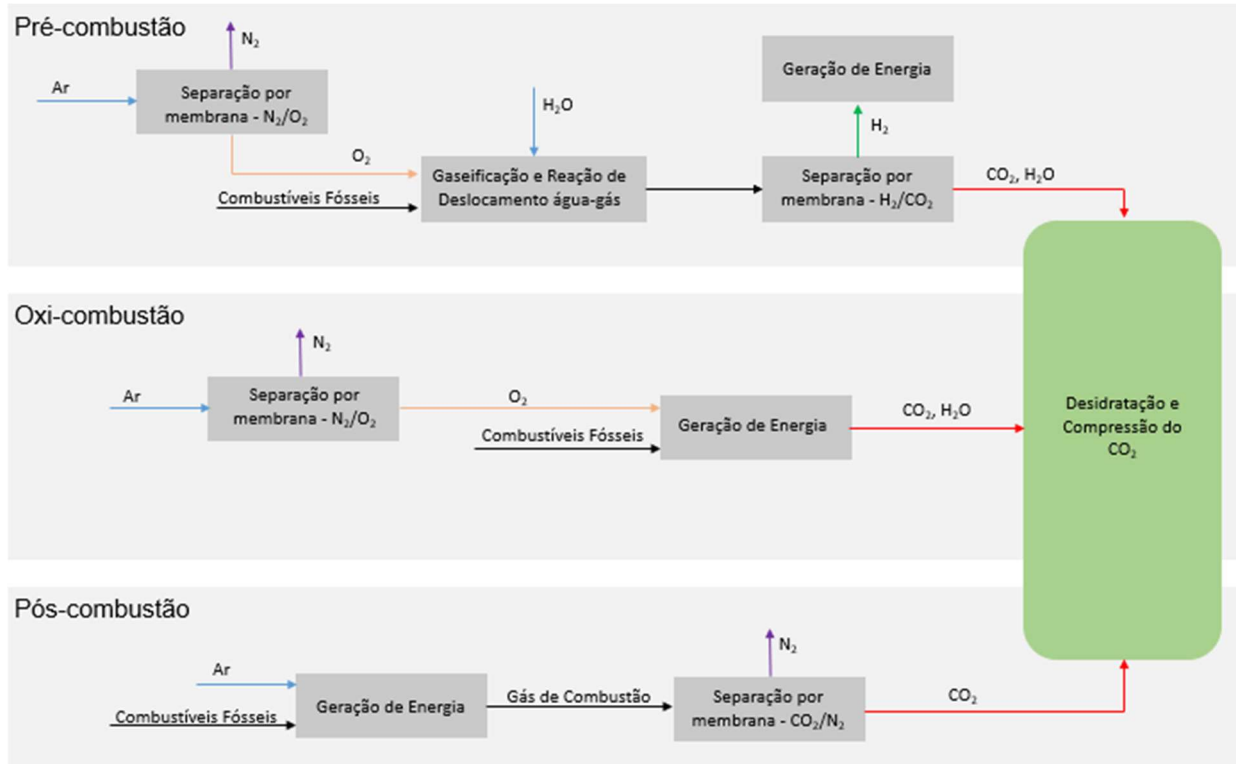 Pré-combustão
N₂
Ar
Separação por
membrana - N₂/O₂
O₂
Combustíveis Fósseis
H₂O
Gaseificação e Reação de
Deslocamento água-gás
Geração de Energia
H₂
Separação por
membrana - H₂/CO₂
CO₂, H₂O
Oxi-combustão
N₂
Ar
Separação por
membrana - N₂/O₂
O₂
Combustíveis Fósseis
Geração de Energia
CO₂, H₂O
Desidratação e
Compressão do
CO₂
Pós-combustão
Ar
Combustíveis Fósseis
Geração de Energia
Gás de Combustão
N₂
Separação por
membrana - CO₂/N₂
CO₂